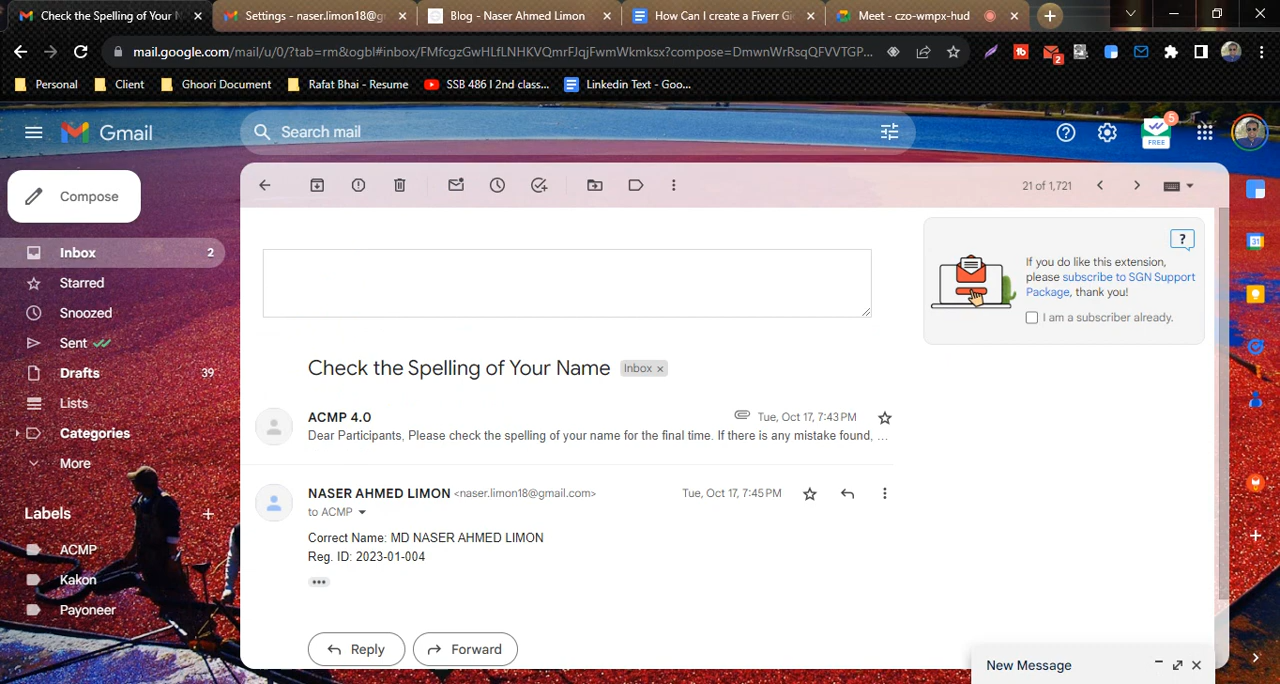 Check the Spelling of Your N
Settings - naser.limon18@g
Blog - Naser Ahmed Limon
How Can I create a Fiverr Gi
Meet - czo-wmpx-hud
mail.google.com/mail/u/0/?tab=rm&ogbl#inbox/FMfcgzGwHLfLNHKVQmrFJqjFwmWkmksx?compose=DmwnWrRsqQFVVTGP...
2
Personal
Client
Ghoori Document
Rafat Bhai - Resume
SSB 486 l 2nd class...
Linkedin Text - Goo...
Gmail
Search mail
5
FREE
Compose
21 of 1,721
Inbox 2
Starred
Snoozed
Sent
Drafts 39
Lists
Categories
More
Labels
ACMP
Kakon
Payoneer
?
If you do like this extension,
please subscribe to SGN Support
Package, thank you!
I am a subscriber already.
31
Check the Spelling of Your Name Inbox ×
ACMP 4.0 Tue, Oct 17, 7:43 PM
Dear Participants, Please check the spelling of your name for the final time. If there is any mistake found, ...
NASER AHMED LIMON <naser.limon18@gmail.com> Tue, Oct 17, 7:45 PM
to ACMP
Correct Name: MD NASER AHMED LIMON
Reg. ID: 2023-01-004
Reply
Forward
New Message